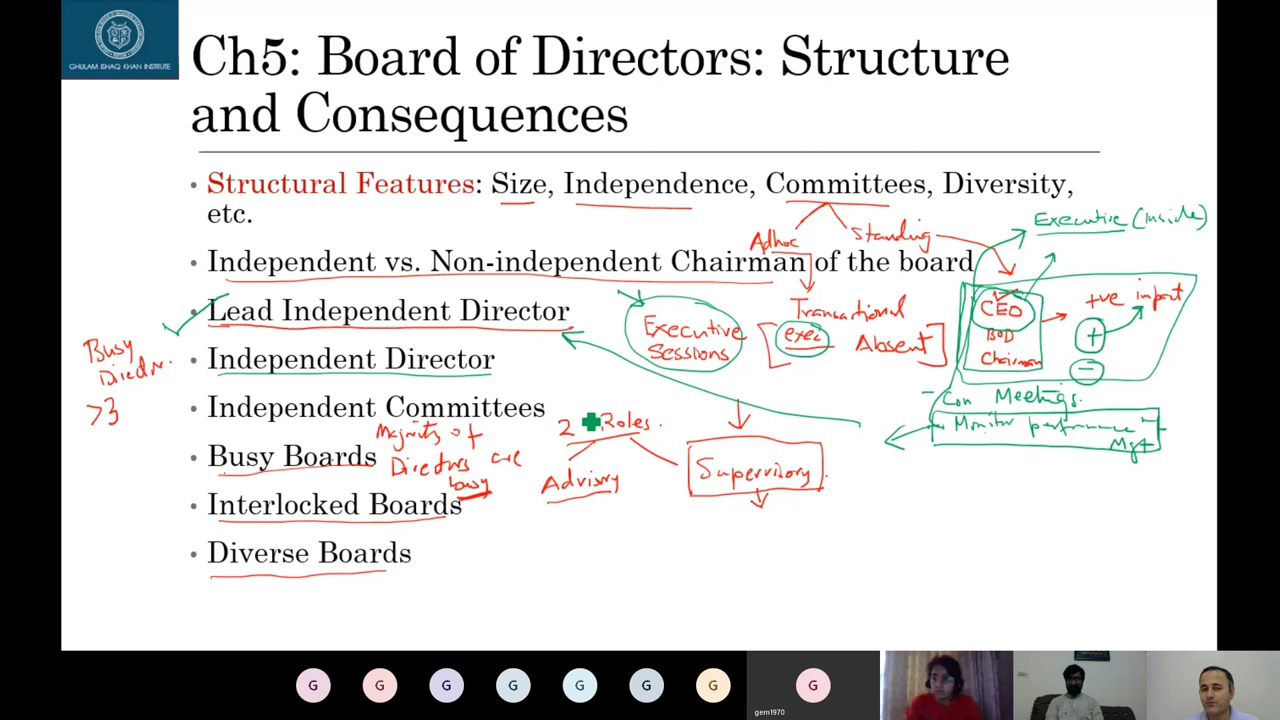 GHULAM ISHAQ KHAN INSTITUTE
Ch5: Board of Directors: Structure
and Consequences
• Structural Features: Size, Independence, Committees, Diversity,
etc.
Executive (inside)
Adhoc
Standing
• Independent vs. Non-independent Chairman of the board
• Lead Independent Director
Executive
Sessions
Transactional
exec Absent
CEO
BOD
Chairman
+ve impact
+
−
Busy
>3
• Independent Director
- Con Meetings.
- Monitor performance
Mgt
• Independent Committees
2 Roles.
Majority of
Directors are
busy
• Busy Boards
Advisory
Supervisory
• Interlocked Boards
• Diverse Boards
G G G G G G G G
gem1970